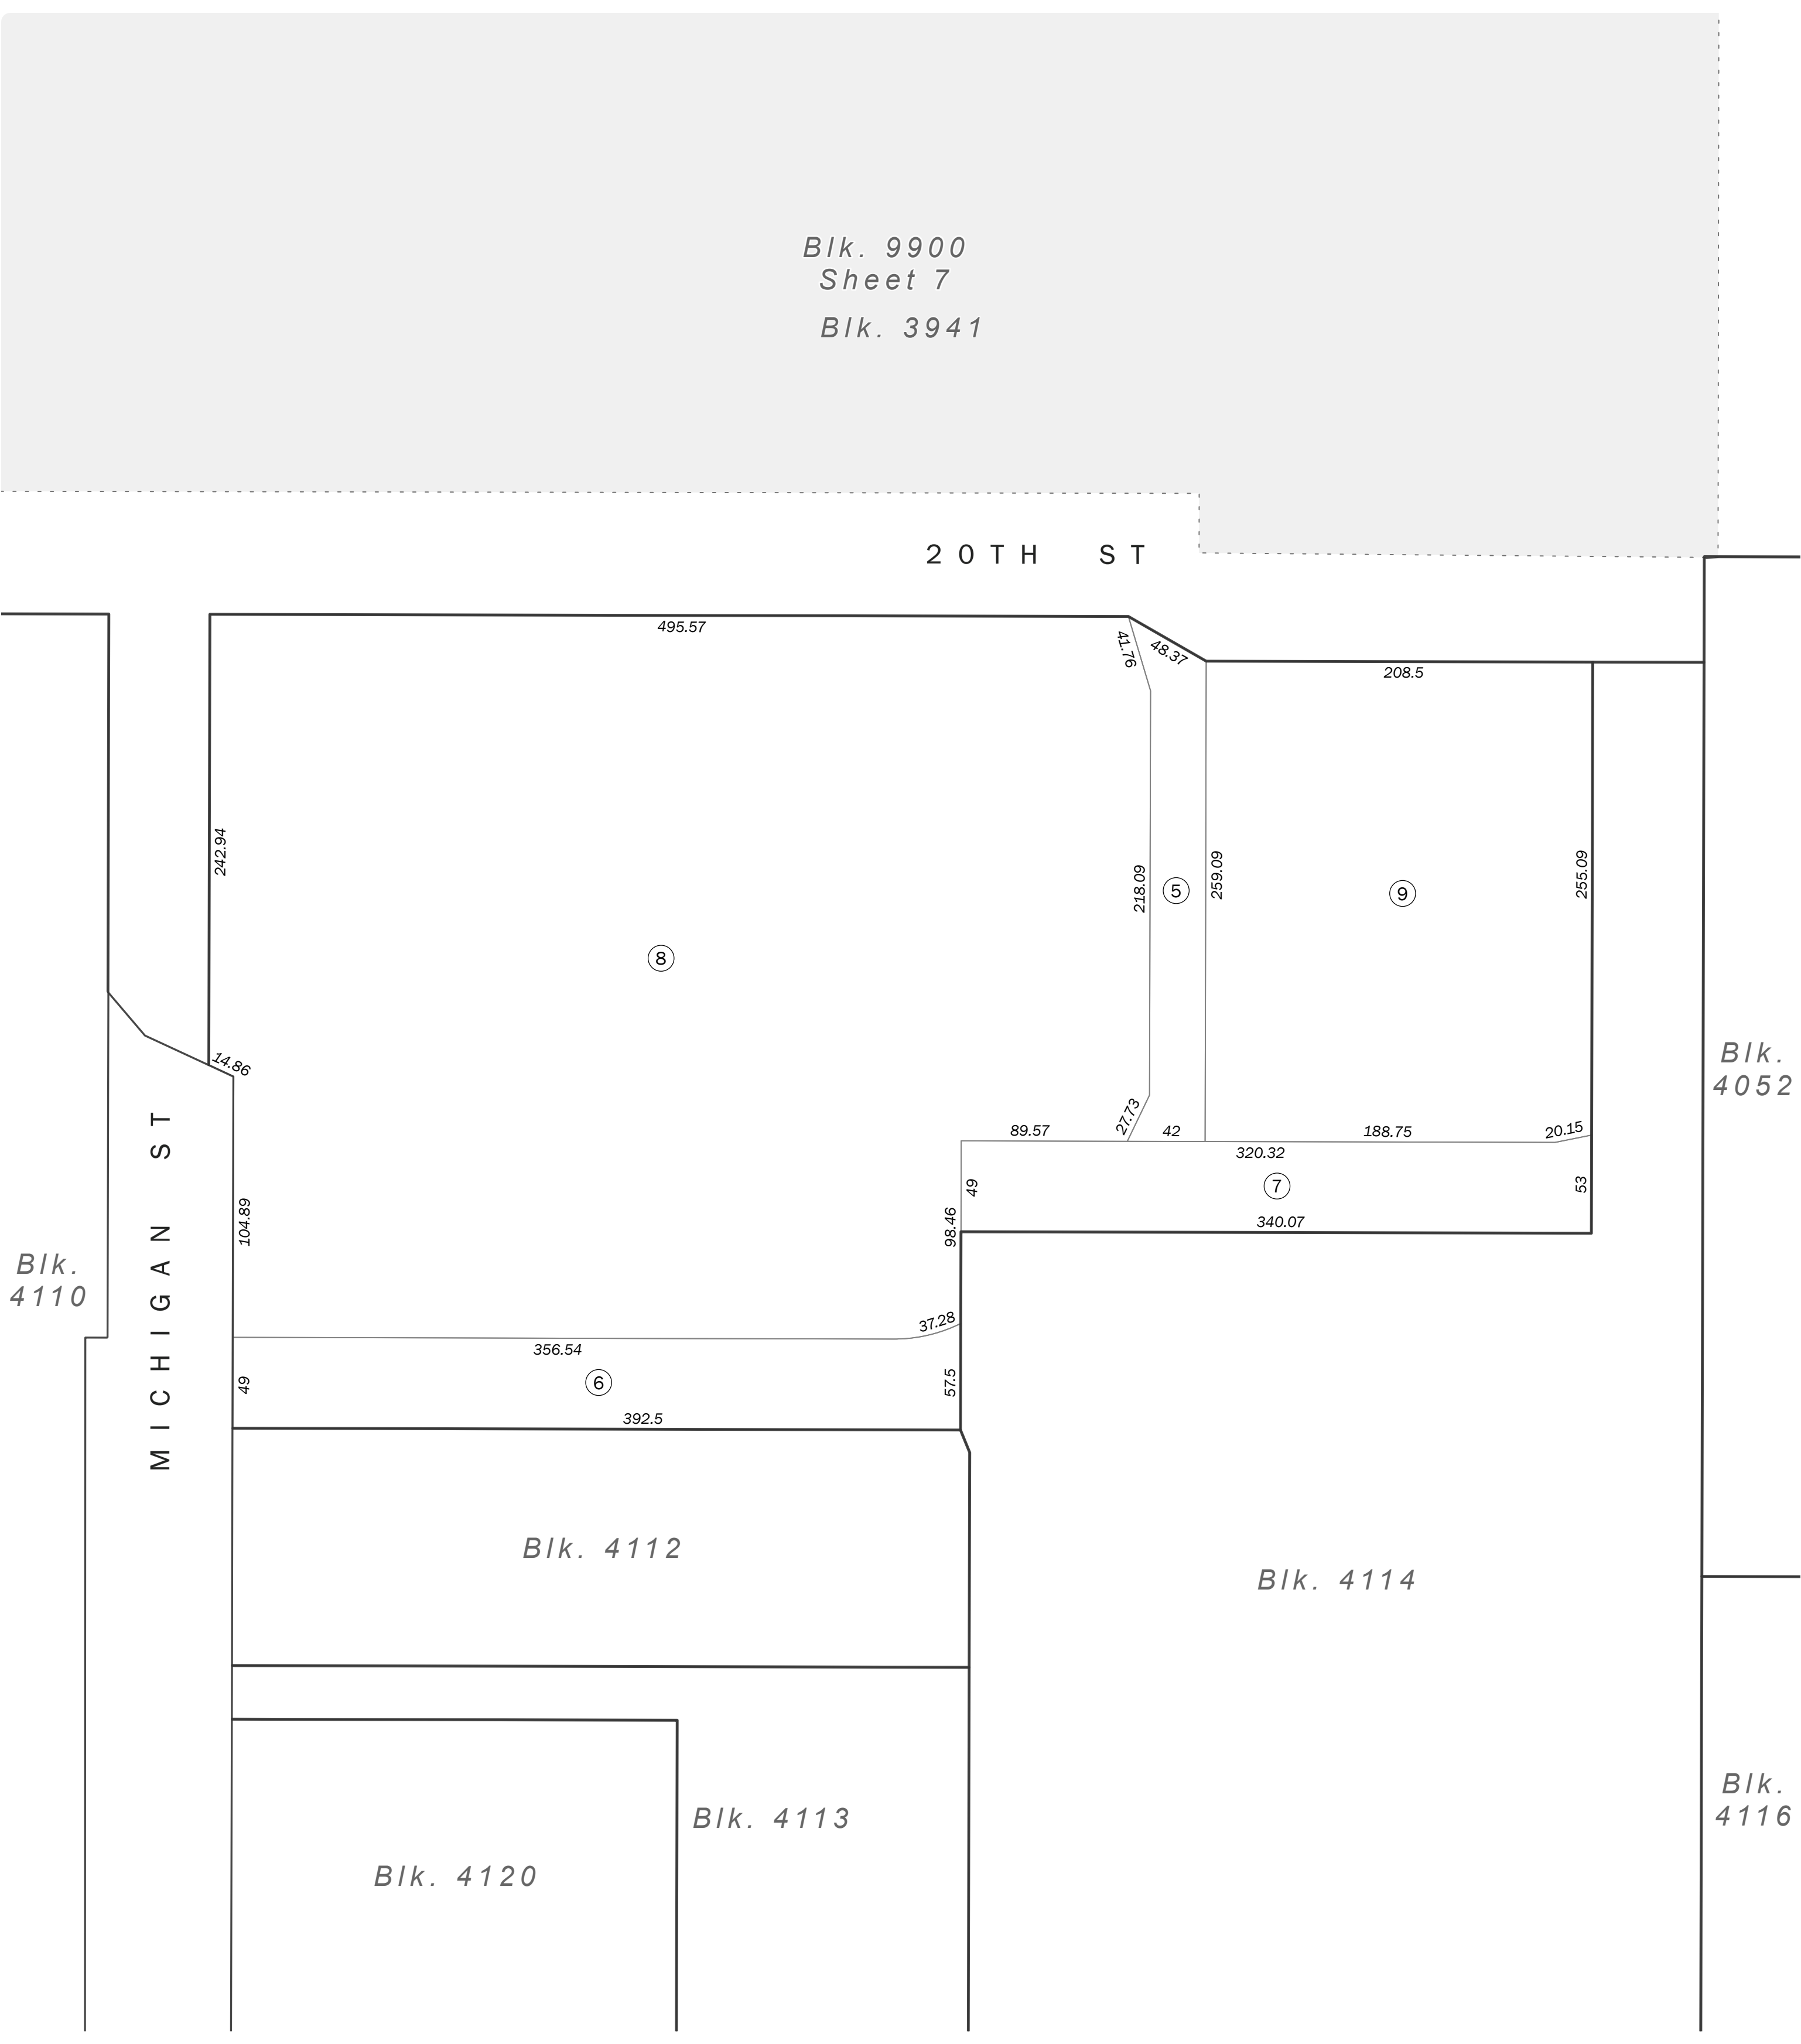 Blk. 9900
Sheet 7
Blk. 3941
20TH ST
495.57
41.76
48.37
208.5
242.94
218.09
5
259.09
9
255.09
8
14.86
Blk.
4052
27.73
89.57
42
188.75
20.15
320.32
49
7
53
98.46
340.07
104.89
MICHIGAN ST
Blk.
4110
37.28
356.54
49
6
57.5
392.5
Blk. 4112
Blk. 4114
Blk. 4113
Blk.
4116
Blk. 4120